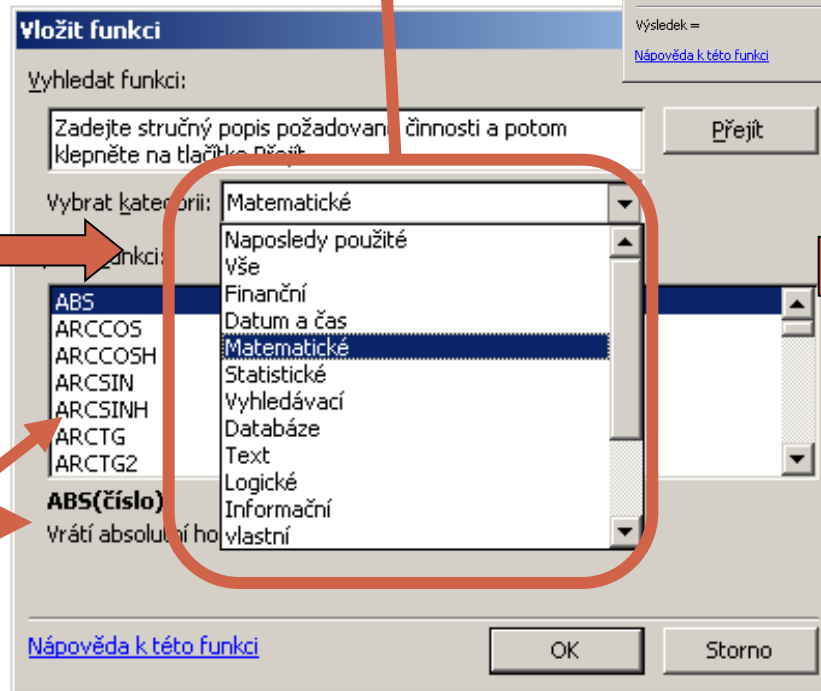 Výsledek =
Nápověda k této funkci
Vložit funkci
Vyhledat funkci:
Zadejte stručný popis požadované činnosti a potom
klepněte na tlačítko Přejít
Přejít
Vybrat kategorii: Matematické
Naposledy použité
Vše
Finanční
Datum a čas
Matematické
Statistické
Vyhledávací
Databáze
Text
Logické
Informační
vlastní
funkci:
ABS
ARCCOS
ARCCOSH
ARCSIN
ARCSINH
ARCTG
ARCTG2
ABS(číslo)
Vrátí absolutní ho
Nápověda k této funkci
OK
Storno